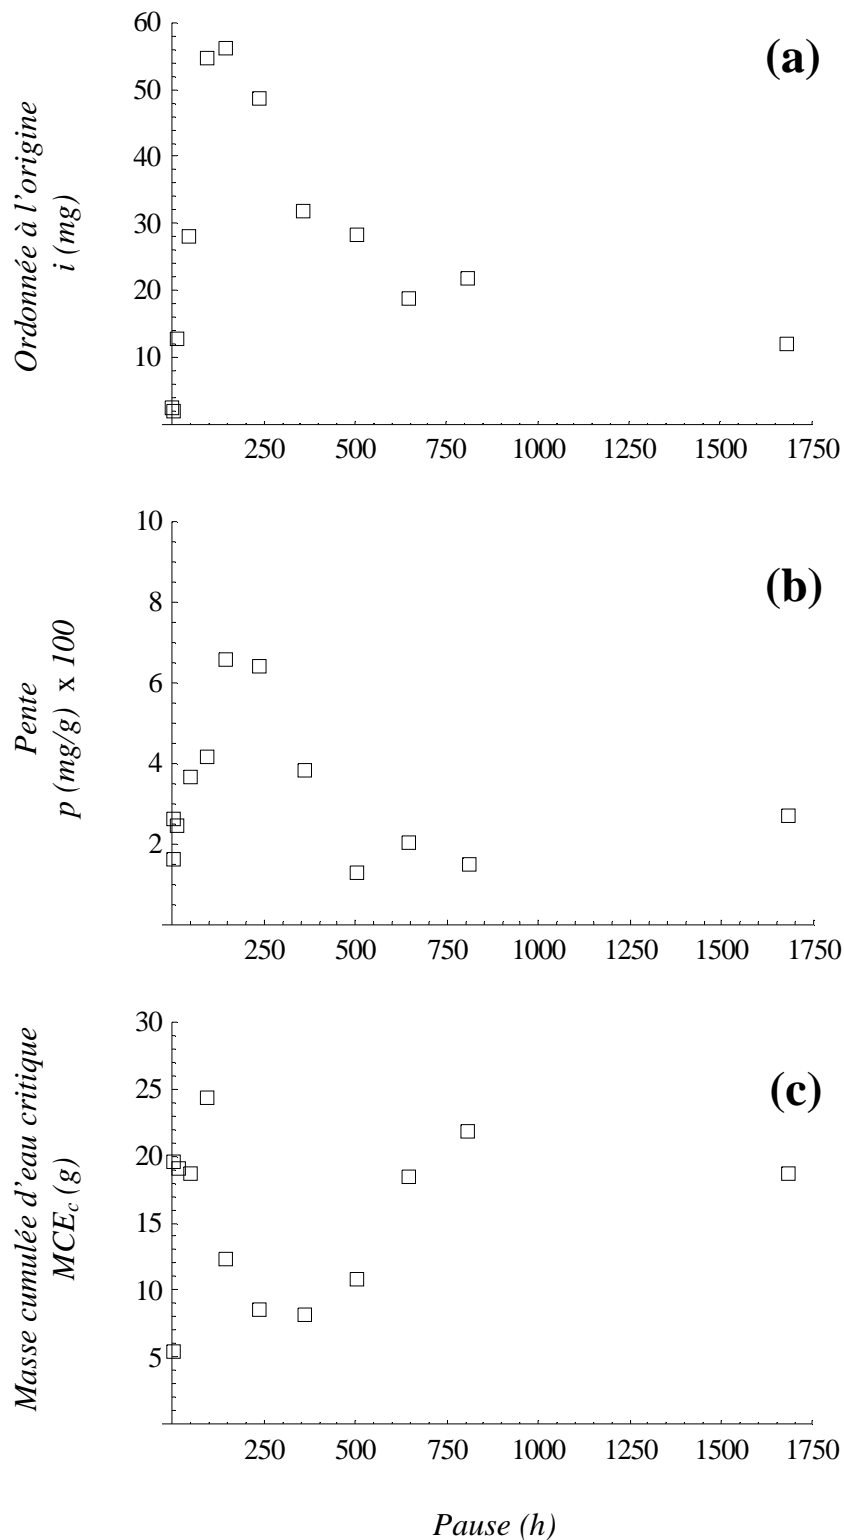 60
(a)
50
40
30
20
10
Ordonnée à l'origine
i (mg)
250 500 750 1000 1250 1500 1750
10
(b)
8
6
4
2
Pente
p (mg/g) x 100
250 500 750 1000 1250 1500 1750
30
(c)
25
20
15
10
5
Masse cumulée d'eau critique
MCEc (g)
250 500 750 1000 1250 1500 1750
Pause (h)